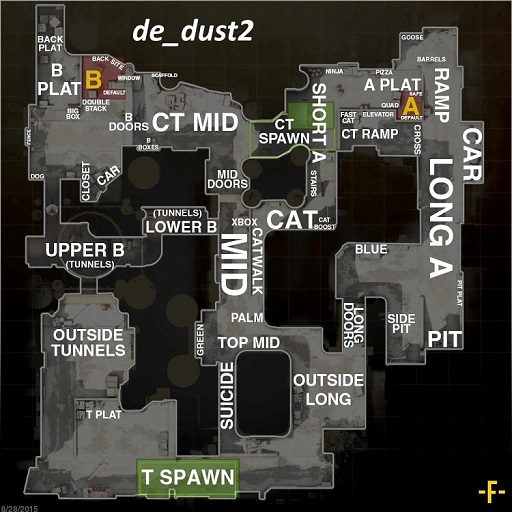 de_dust2
BACK
PLAT
GOOSE
B
PLAT
BACK
SITE
B
WINDOW
DEFAULT
DOUBLE
STACK
BIG
BOX
SCAFFOLD
NINJA
PIZZA
BARRELS
A PLAT
RAMP
SAFE
QUAD
A
DEFAULT
FAST
CAT
ELEVATOR
B
DOORS
CT MID
CT
SPAWN
SHORT A
CT RAMP
CROSS
CAR
FENCE
B
BOXES
DOG
CLOSET
CAR
MID
DOORS
STAIRS
LONG A
(TUNNELS)
LOWER B
XBOX
CAT
CAT
BOOST
UPPER B
(TUNNELS)
MID
CATWALK
BLUE
PIT PLAT
PALM
OUTSIDE
TUNNELS
GREEN
TOP MID
LONG
DOORS
SIDE
PIT
PIT
SUICIDE
OUTSIDE
LONG
T PLAT
T SPAWN
-F-
8/28/2015